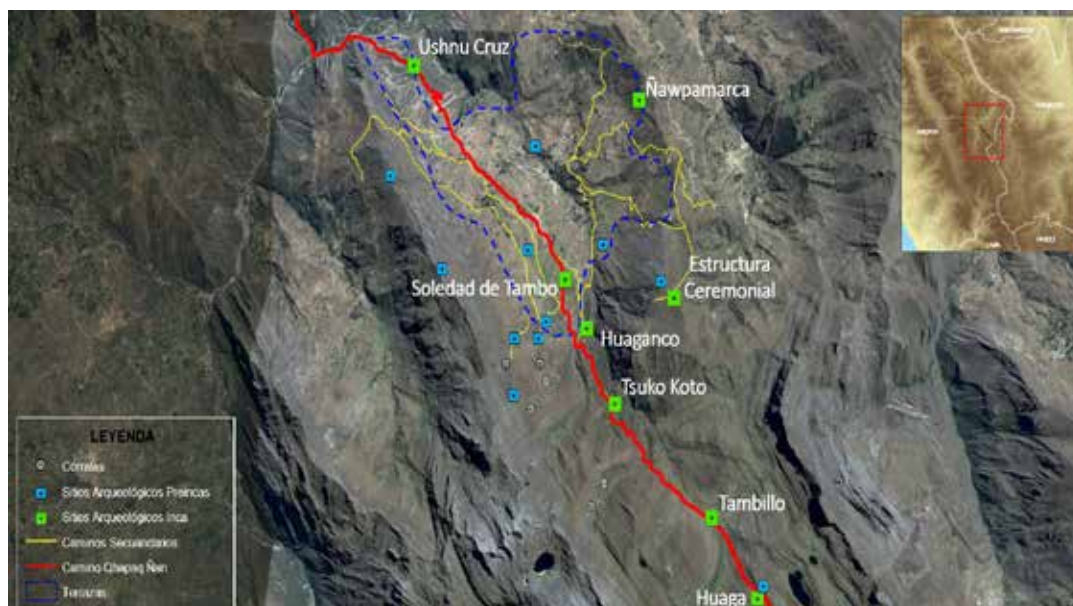 Ushnu Cruz
Ñawpamarca
Estructura
Ceremonial
Soledad de Tambo
Huaganco
Tsuko Koto
Tambillo
Huaga
LEYENDA
Corrales
Sitios Arqueológicos Preincas
Sitios Arqueológicos Inca
Caminos Secundarios
Camino Qhapaq Ñan
Terrazas